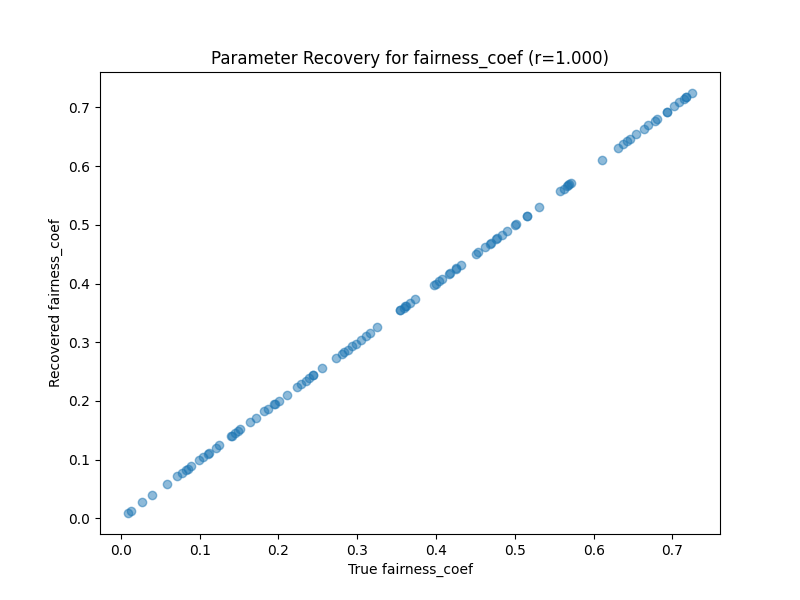 Parameter Recovery for fairness_coef (r=1.000)
Recovered fairness_coef
0.7
0.6
0.5
0.4
0.3
0.2
0.1
0.0
0.0 0.1 0.2 0.3 0.4 0.5 0.6 0.7
True fairness_coef